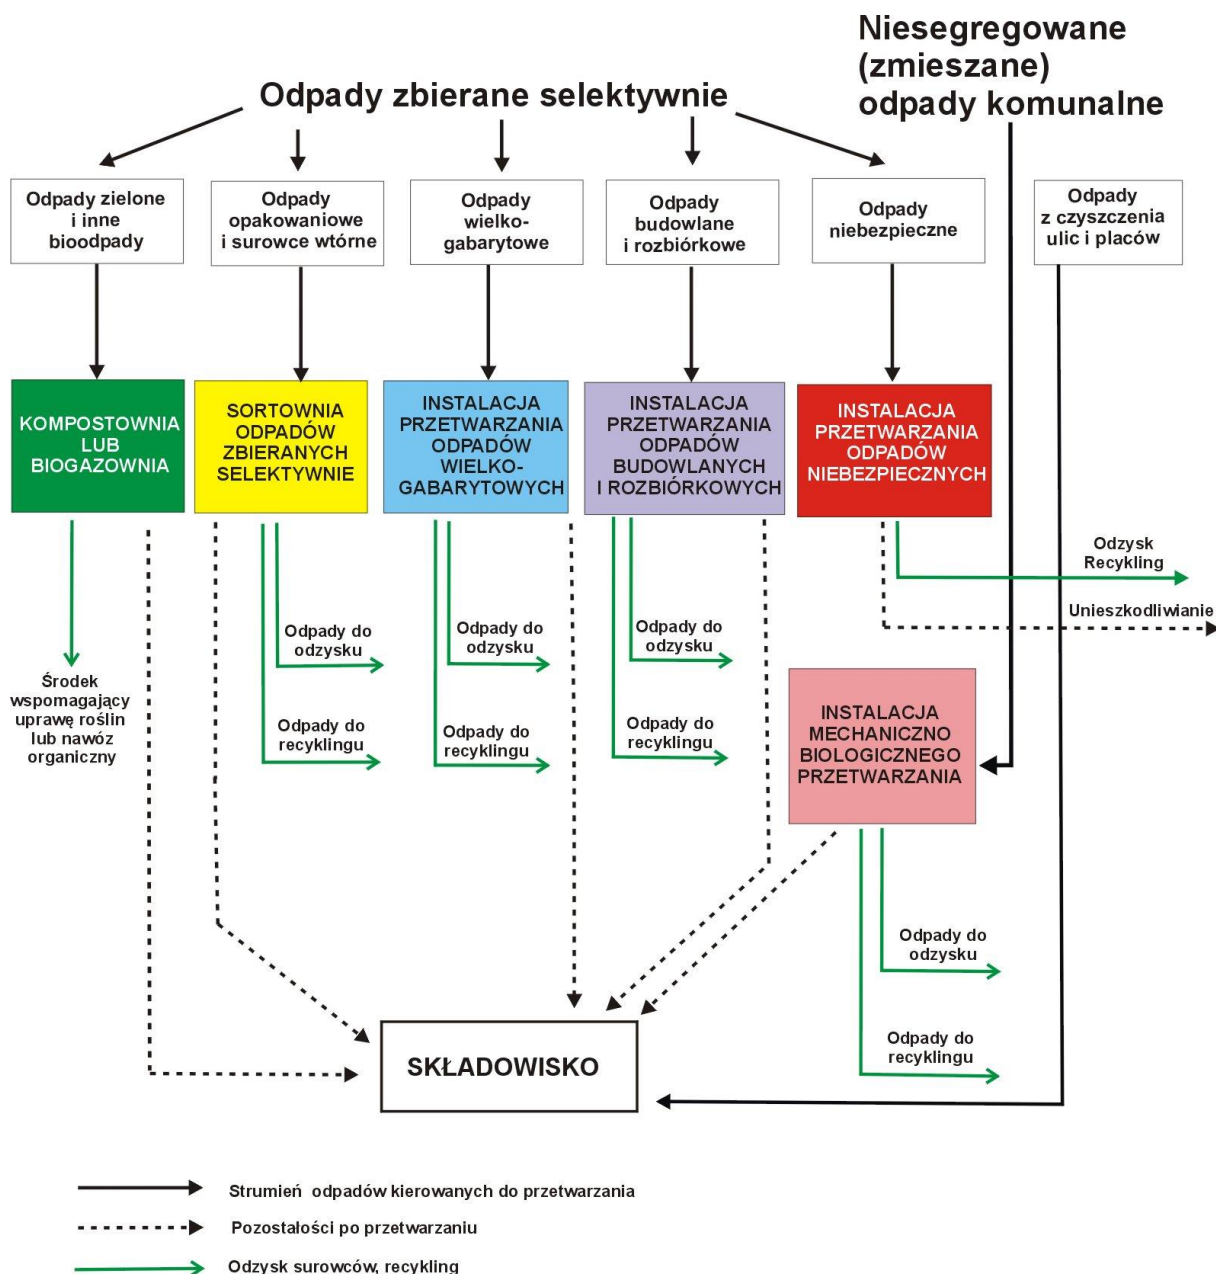 Niesegregowane
(zmieszane)
odpady komunalne
Odpady zbierane selektywnie
Odpady zielone
i inne
bioodpady
Odpady
opakowaniowe
i surowce wtórne
Odpady
wielko-
gabarytowe
Odpady
budowlane
i rozbiórkowe
Odpady
niebezpieczne
Odpady
z czyszczenia
ulic i placów
KOMPOSTOWNIA
LUB
BIOGAZOWNIA
SORTOWNIA
ODPADÓW
ZBIERANYCH
SELEKTYWNIE
INSTALACJA
PRZETWARZANIA
ODPADÓW
WIELKO-
GABARYTOWYCH
INSTALACJA
PRZETWARZANIA
ODPADÓW
BUDOWLANYCH
I ROZBIÓRKOWYCH
INSTALACJA
PRZETWARZANIA
ODPADÓW
NIEBEZPIECZNYCH
Odzysk
Recykling
Unieszkodliwianie
Środek
wspomagający
uprawę roślin
lub nawóz
organiczny
Odpady do
odzysku
Odpady do
recyklingu
Odpady do
odzysku
Odpady do
recyklingu
Odpady do
odzysku
Odpady do
recyklingu
INSTALACJA
MECHANICZNO
BIOLOGICZNEGO
PRZETWARZANIA
Odpady do
odzysku
Odpady do
recyklingu
SKŁADOWISKO
Strumień odpadów kierowanych do przetwarzania
Pozostałości po przetwarzaniu
Odzysk surowców, recykling